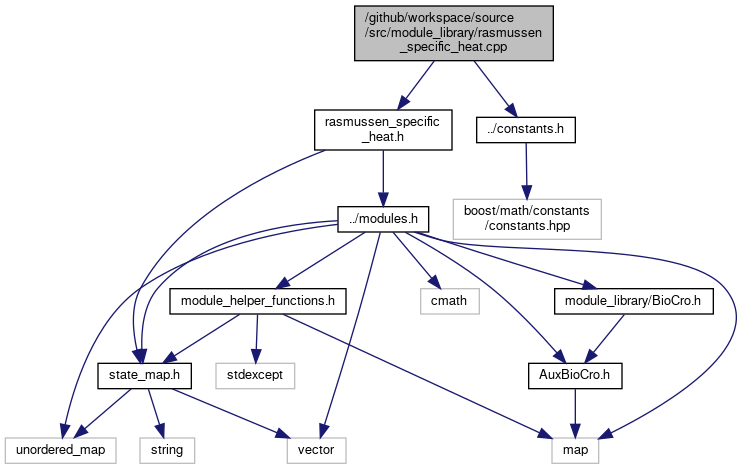 /github/workspace/source
/src/module_library/rasmussen
_specific_heat.cpp
rasmussen_specific
_heat.h
../constants.h
../modules.h
boost/math/constants
/constants.hpp
module_helper_functions.h
cmath
module_library/BioCro.h
state_map.h
stdexcept
AuxBioCro.h
unordered_map
string
vector
map